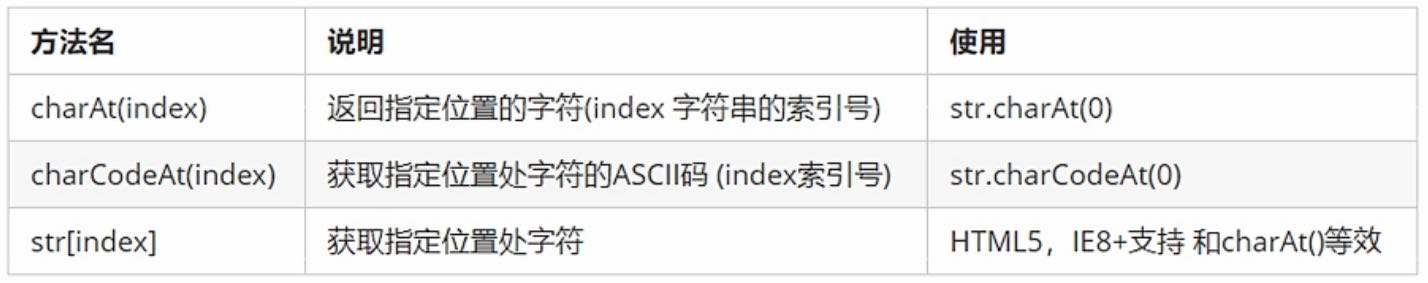 方法名 说明 使用
charAt(index) 返回指定位置的字符(index 字符串的索引号) str.charAt(0)
charCodeAt(index) 获取指定位置处字符的ASCII码 (index索引号) str.charCodeAt(0)
str[index] 获取指定位置处字符 HTML5，IE8+支持 和charAt()等效